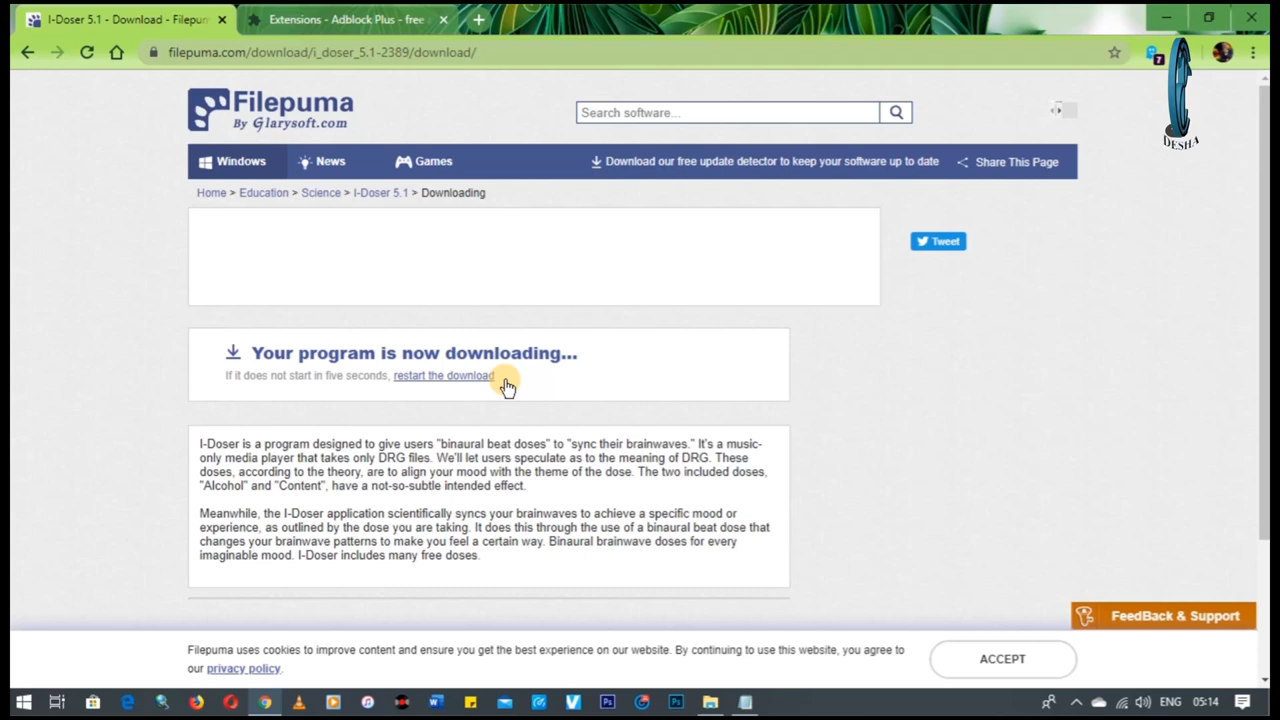 I-Doser 5.1 - Download - Filepum
Extensions - Adblock Plus - free
filepuma.com/download/i_doser_5.1-2389/download/
7
DESHA
Filepuma
By Glarysoft.com
Search software...
Windows News Games Download our free update detector to keep your software up to date Share This Page
Home > Education > Science > I-Doser 5.1 > Downloading
Tweet
Your program is now downloading...
If it does not start in five seconds, restart the download
I-Doser is a program designed to give users "binaural beat doses" to "sync their brainwaves." It's a music-
only media player that takes only DRG files. We'll let users speculate as to the meaning of DRG. These
doses, according to the theory, are to align your mood with the theme of the dose. The two included doses,
"Alcohol" and "Content", have a not-so-subtle intended effect.
Meanwhile, the I-Doser application scientifically syncs your brainwaves to achieve a specific mood or
experience, as outlined by the dose you are taking. It does this through the use of a binaural beat dose that
changes your brainwave patterns to make you feel a certain way. Binaural brainwave doses for every
imaginable mood. I-Doser includes many free doses.
FeedBack & Support
Filepuma uses cookies to improve content and ensure you get the best experience on our website. By continuing to use this website, you agree to
our privacy policy.
ACCEPT
ENG 05:14